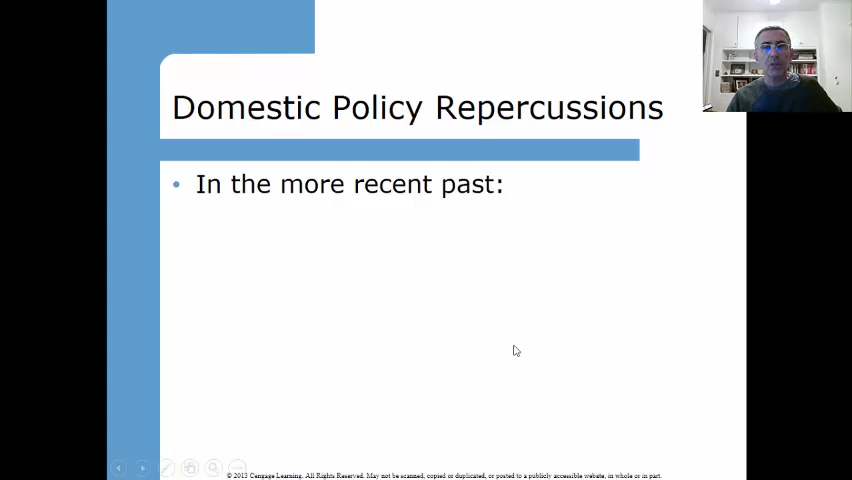 Domestic Policy Repercussions
• In the more recent past:
© 2013 Cengage Learning. All Rights Reserved. May not be scanned, copied or duplicated, or posted to a publicly accessible website, in whole or in part.